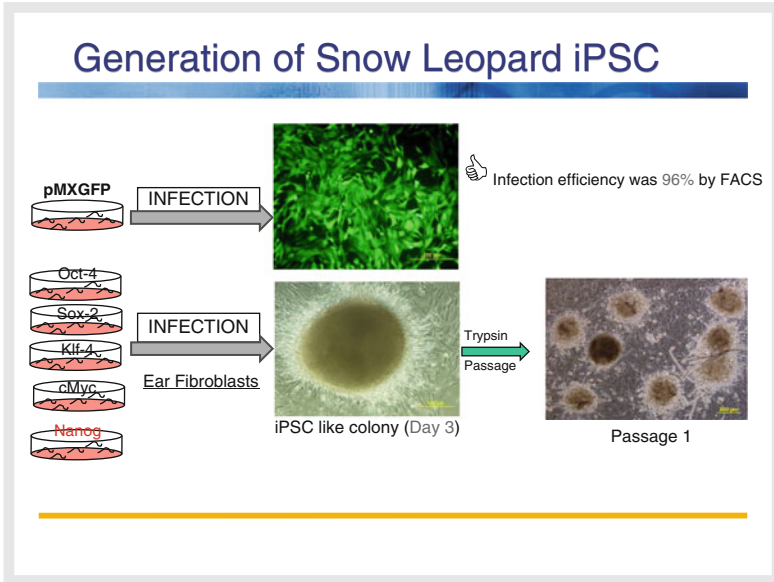 Generation of Snow Leopard iPSC
pMXGFP
INFECTION
Infection efficiency was 96% by FACS
Oct-4
Sox-2
Klf-4
cMyc
Nanog
INFECTION
Ear Fibroblasts
iPSC like colony (Day 3)
Trypsin
Passage
Passage 1